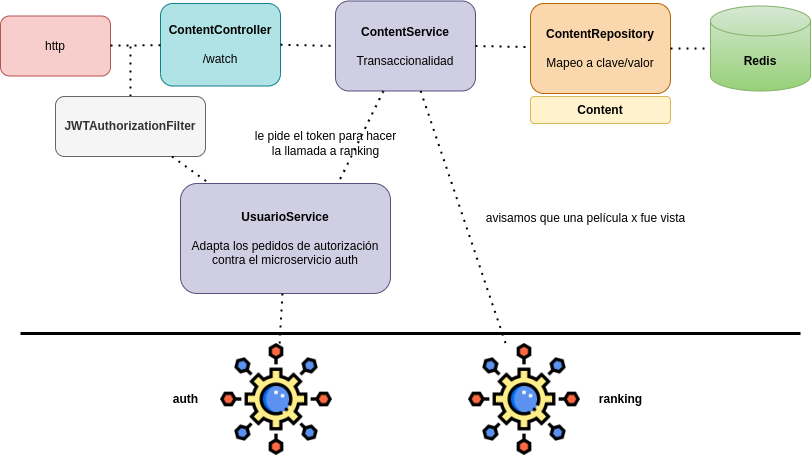 http
ContentController
/watch
ContentService
Transaccionalidad
ContentRepository
Mapeo a clave/valor
Redis
Content
JWTAuthorizationFilter
le pide el token para hacer
la llamada a ranking
UsuarioService
Adapta los pedidos de autorización
contra el microservicio auth
avisamos que una película x fue vista
auth
ranking